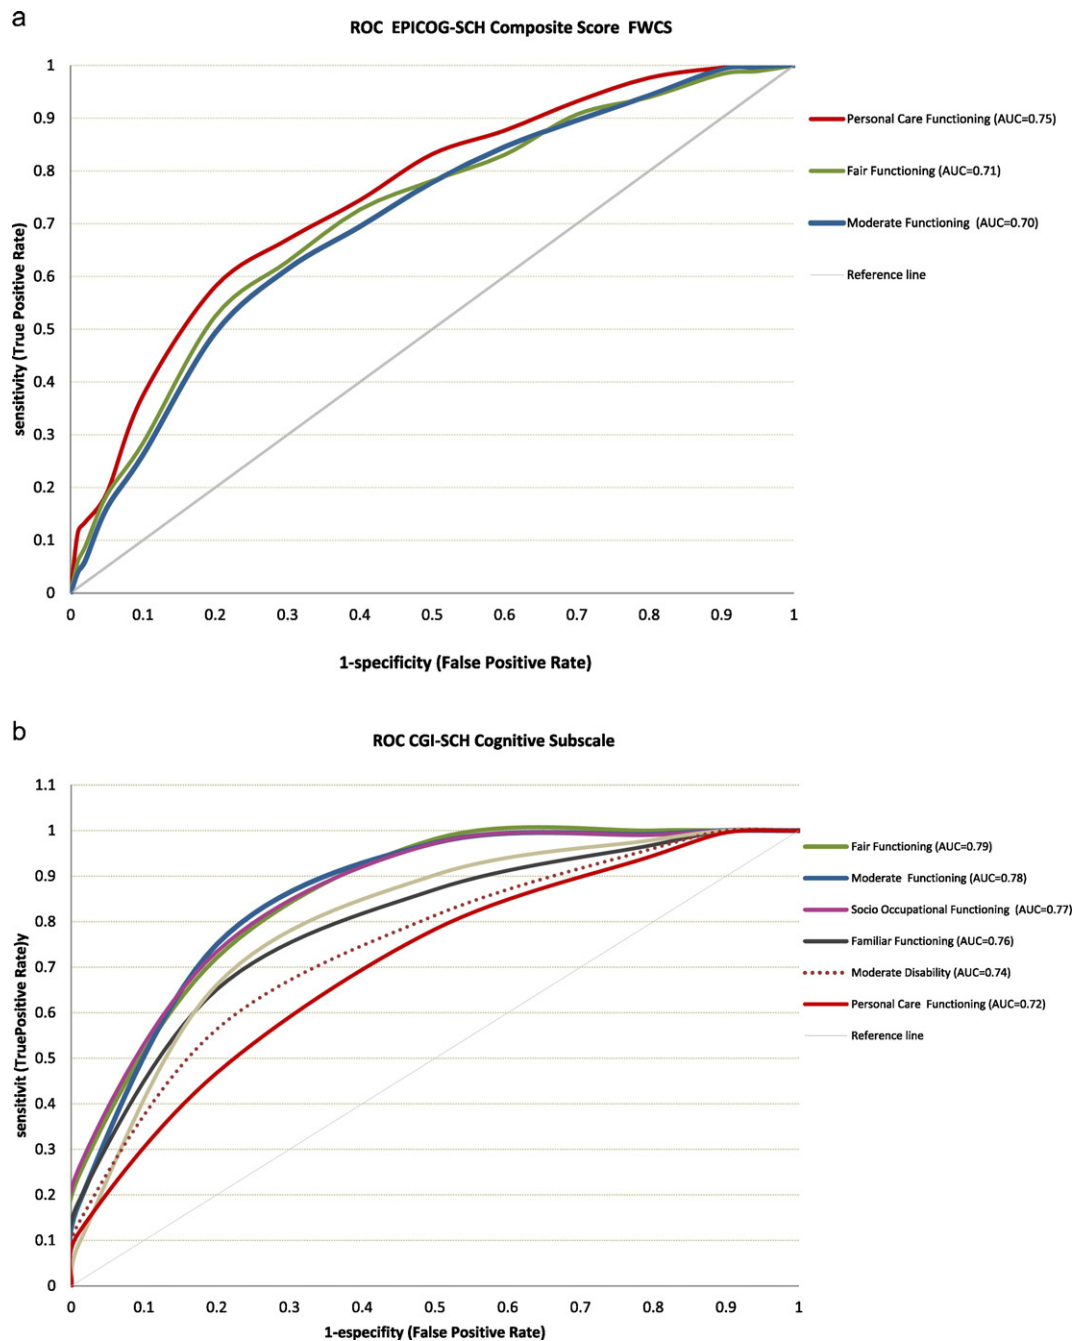 a
ROC EPICOG-SCH Composite Score FWCS
1
0.9
0.8
0.7
0.6
0.5
0.4
0.3
0.2
0.1
0
sensitivity (True Positive Rate)
0 0.1 0.2 0.3 0.4 0.5 0.6 0.7 0.8 0.9 1
1-specificity (False Positive Rate)
Personal Care Functioning (AUC=0.75)
Fair Functioning (AUC=0.71)
Moderate Functioning (AUC=0.70)
Reference line
b
ROC CGI-SCH Cognitive Subscale
1.1
1
0.9
0.8
0.7
0.6
0.5
0.4
0.3
0.2
0.1
0
sensitivit (TruePositive Rate)y
0 0.1 0.2 0.3 0.4 0.5 0.6 0.7 0.8 0.9 1
1-especifity (False Positive Rate)
Fair Functioning (AUC=0.79)
Moderate Functioning (AUC=0.78)
Socio Occupational Functioning (AUC=0.77)
Familiar Functioning (AUC=0.76)
Moderate Disability (AUC=0.74)
Personal Care Functioning (AUC=0.72)
Reference line